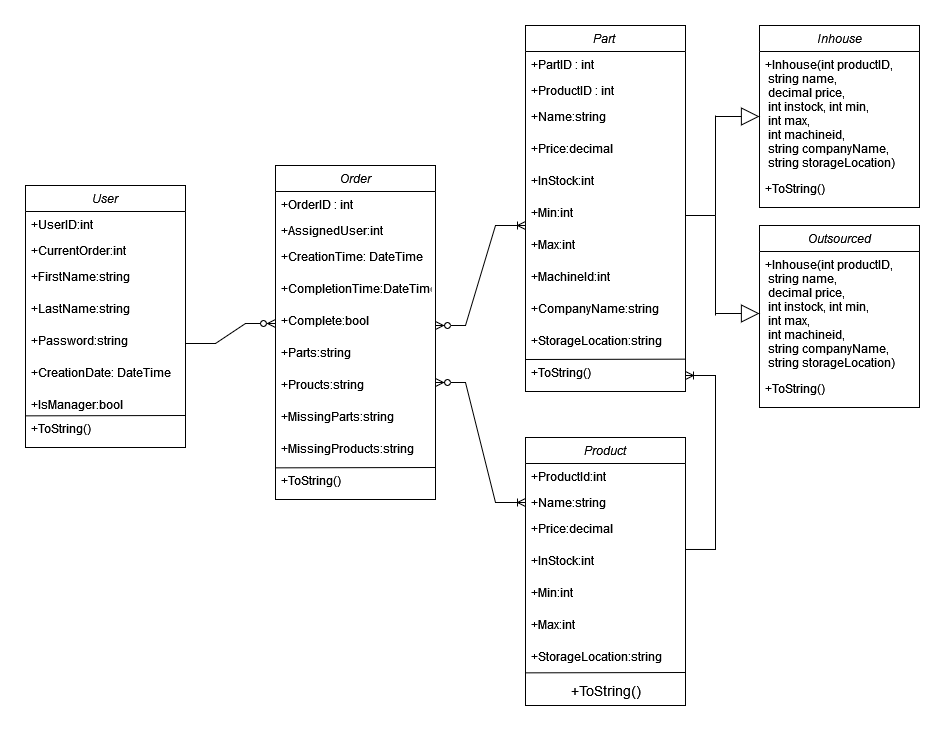 User
+UserID:int
+CurrentOrder:int
+FirstName:string
+LastName:string
+Password:string
+CreationDate: DateTime
+IsManager:bool
+ToString()
Order
+OrderID : int
+AssignedUser:int
+CreationTime: DateTime
+CompletionTime:DateTim
+Complete:bool
+Parts:string
+Proucts:string
+MissingParts:string
+MissingProducts:string
+ToString()
Part
+PartID : int
+ProductID : int
+Name:string
+Price:decimal
+InStock:int
+Min:int
+Max:int
+MachineId:int
+CompanyName:string
+StorageLocation:string
+ToString()
Product
+ProductId:int
+Name:string
+Price:decimal
+InStock:int
+Min:int
+Max:int
+StorageLocation:string
+ToString()
Inhouse
+Inhouse(int productID,
string name,
decimal price,
int instock, int min,
int max,
int machineid,
string companyName,
string storageLocation)
+ToString()
Outsourced
+Inhouse(int productID,
string name,
decimal price,
int instock, int min,
int max,
int machineid,
string companyName,
string storageLocation)
+ToString()